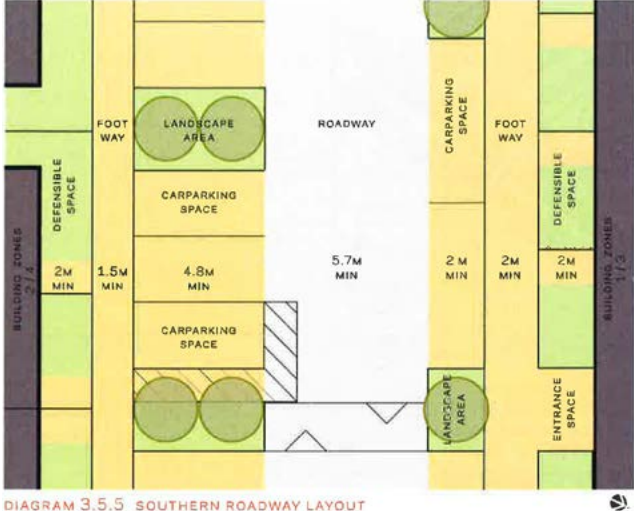 FOOT
WAY
LANDSCAPE
AREA
ROADWAY
CARPARKING
SPACE
FOOT
WAY
DEFENSIBLE
SPACE
CARPARKING
SPACE
DEFENSIBLE
SPACE
BUILDING ZONES
2 / 4
2M
MIN
1.5M
MIN
4.8M
MIN
5.7M
MIN
2 M
MIN
2M
MIN
2M
MIN
BUILDING ZONES
1 / 3
CARPARKING
SPACE
LANDSCAPE
AREA
ENTRANCE
SPACE
DIAGRAM 3.5.5 SOUTHERN ROADWAY LAYOUT